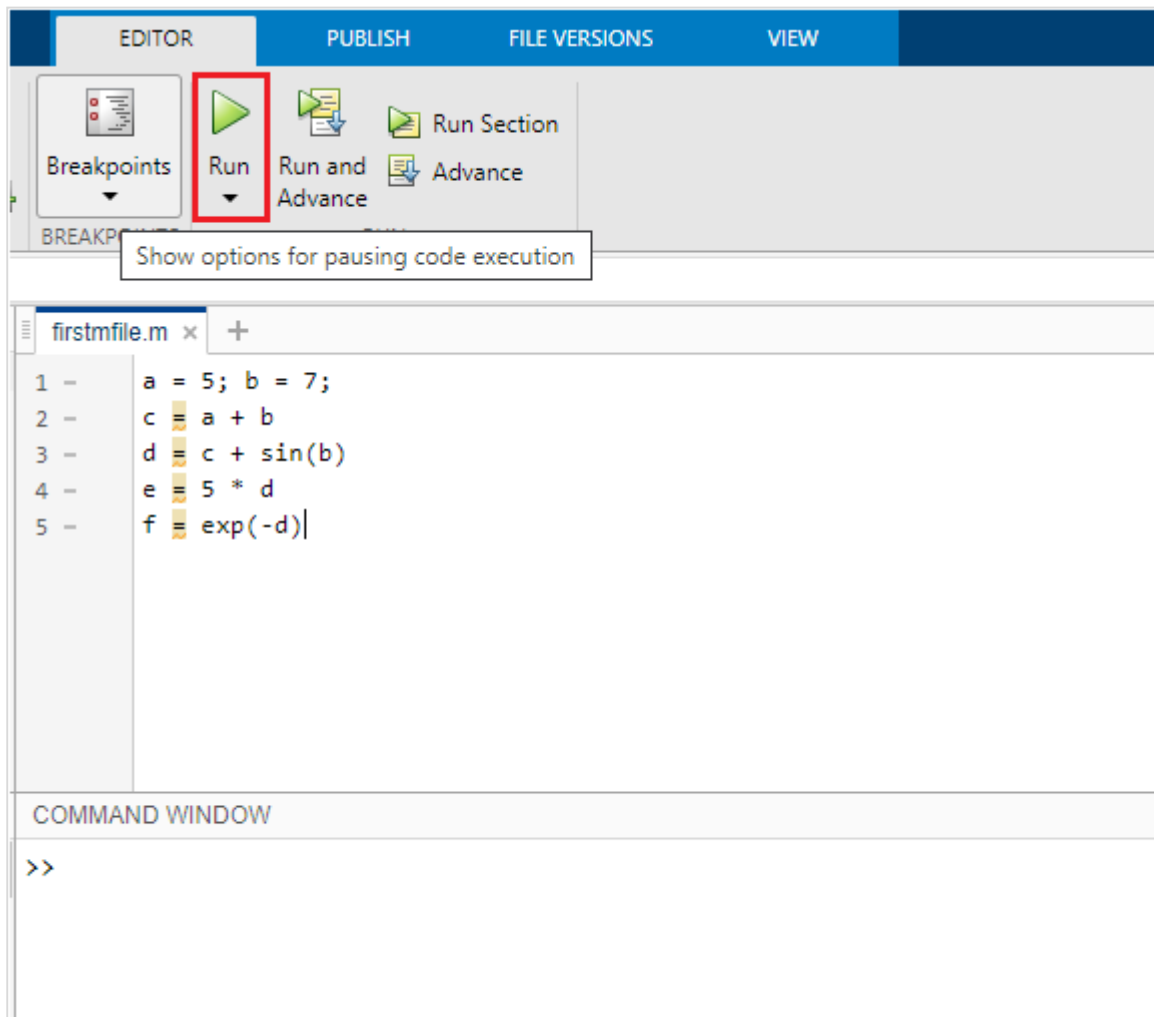 EDITOR PUBLISH FILE VERSIONS VIEW
Breakpoints
Run
Run and
Advance
Run Section
Advance
Show options for pausing code execution
firstmfile.m × +
1 – a = 5; b = 7;
2 – c = a + b
3 – d = c + sin(b)
4 – e = 5 * d
5 – f = exp(-d)
COMMAND WINDOW
>>